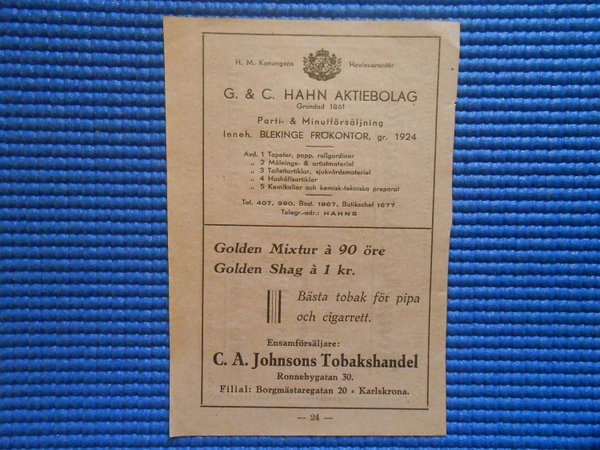 H. M. Konungens Hovleverantör.
G. & C. HAHN AKTIEBOLAG
Grundad 1861
Parti- & Minutförsäljning
Inneh. BLEKINGE FRÖKONTOR, gr. 1924
Avd. 1 Tapeter, papp, rullgardiner
„ 2 Målnings- & artistmateriel
„ 3 Toilettartiklar, sjukvårdsmateriel
„ 4 Hushållsartiklar
„ 5 Kemikalier och kemisk-tekniska preparat
Tel. 407, 990, Bost. 1867, Butikschef 1677
Telegr.-adr.: HAHNS
Golden Mixtur à 90 öre
Golden Shag à 1 kr.
Bästa tobak för pipa
och cigarrett.
Ensamförsäljare:
C. A. Johnsons Tobakshandel
Ronnebygatan 30.
Filial: Borgmästaregatan 20 * Karlskrona.
— 24 —